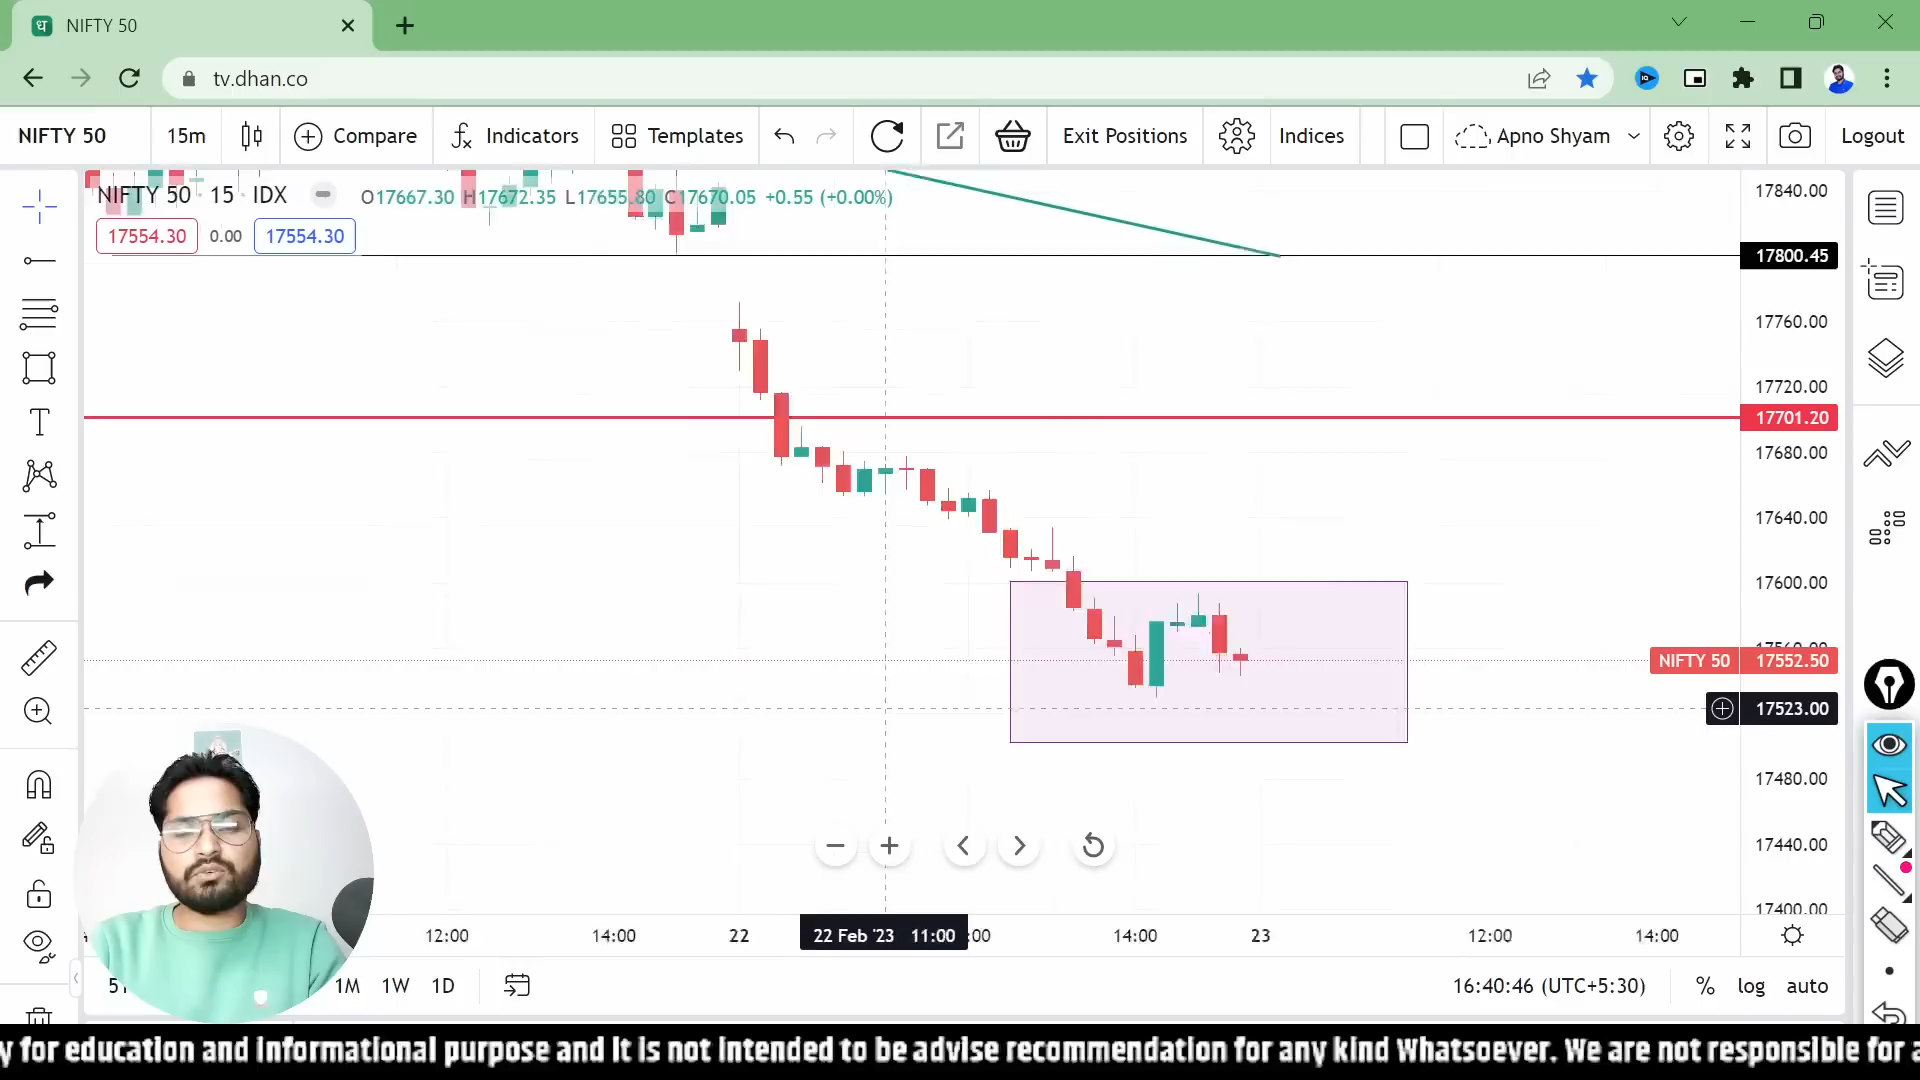 धा NIFTY 50
tv.dhan.co
NIFTY 50 15m Compare Indicators Templates Exit Positions Indices Apno Shyam Logout
NIFTY 50 · 15 · IDX O17667.30 H17672.35 L17655.80 C17670.05 +0.55 (+0.00%)
17554.30 0.00 17554.30
17840.00
17800.45
17760.00
17720.00
17701.20
17680.00
17640.00
17600.00
NIFTY 50 17552.50
17523.00
17480.00
17440.00
17400.00
12:00 14:00 22 22 Feb '23 11:00 :00 14:00 23 12:00 14:00
1M 1W 1D 16:40:46 (UTC+5:30) % log auto
y for education and informational purpose and It is not intended to be advise recommendation for any kind Whatsoever. We are not responsible for a